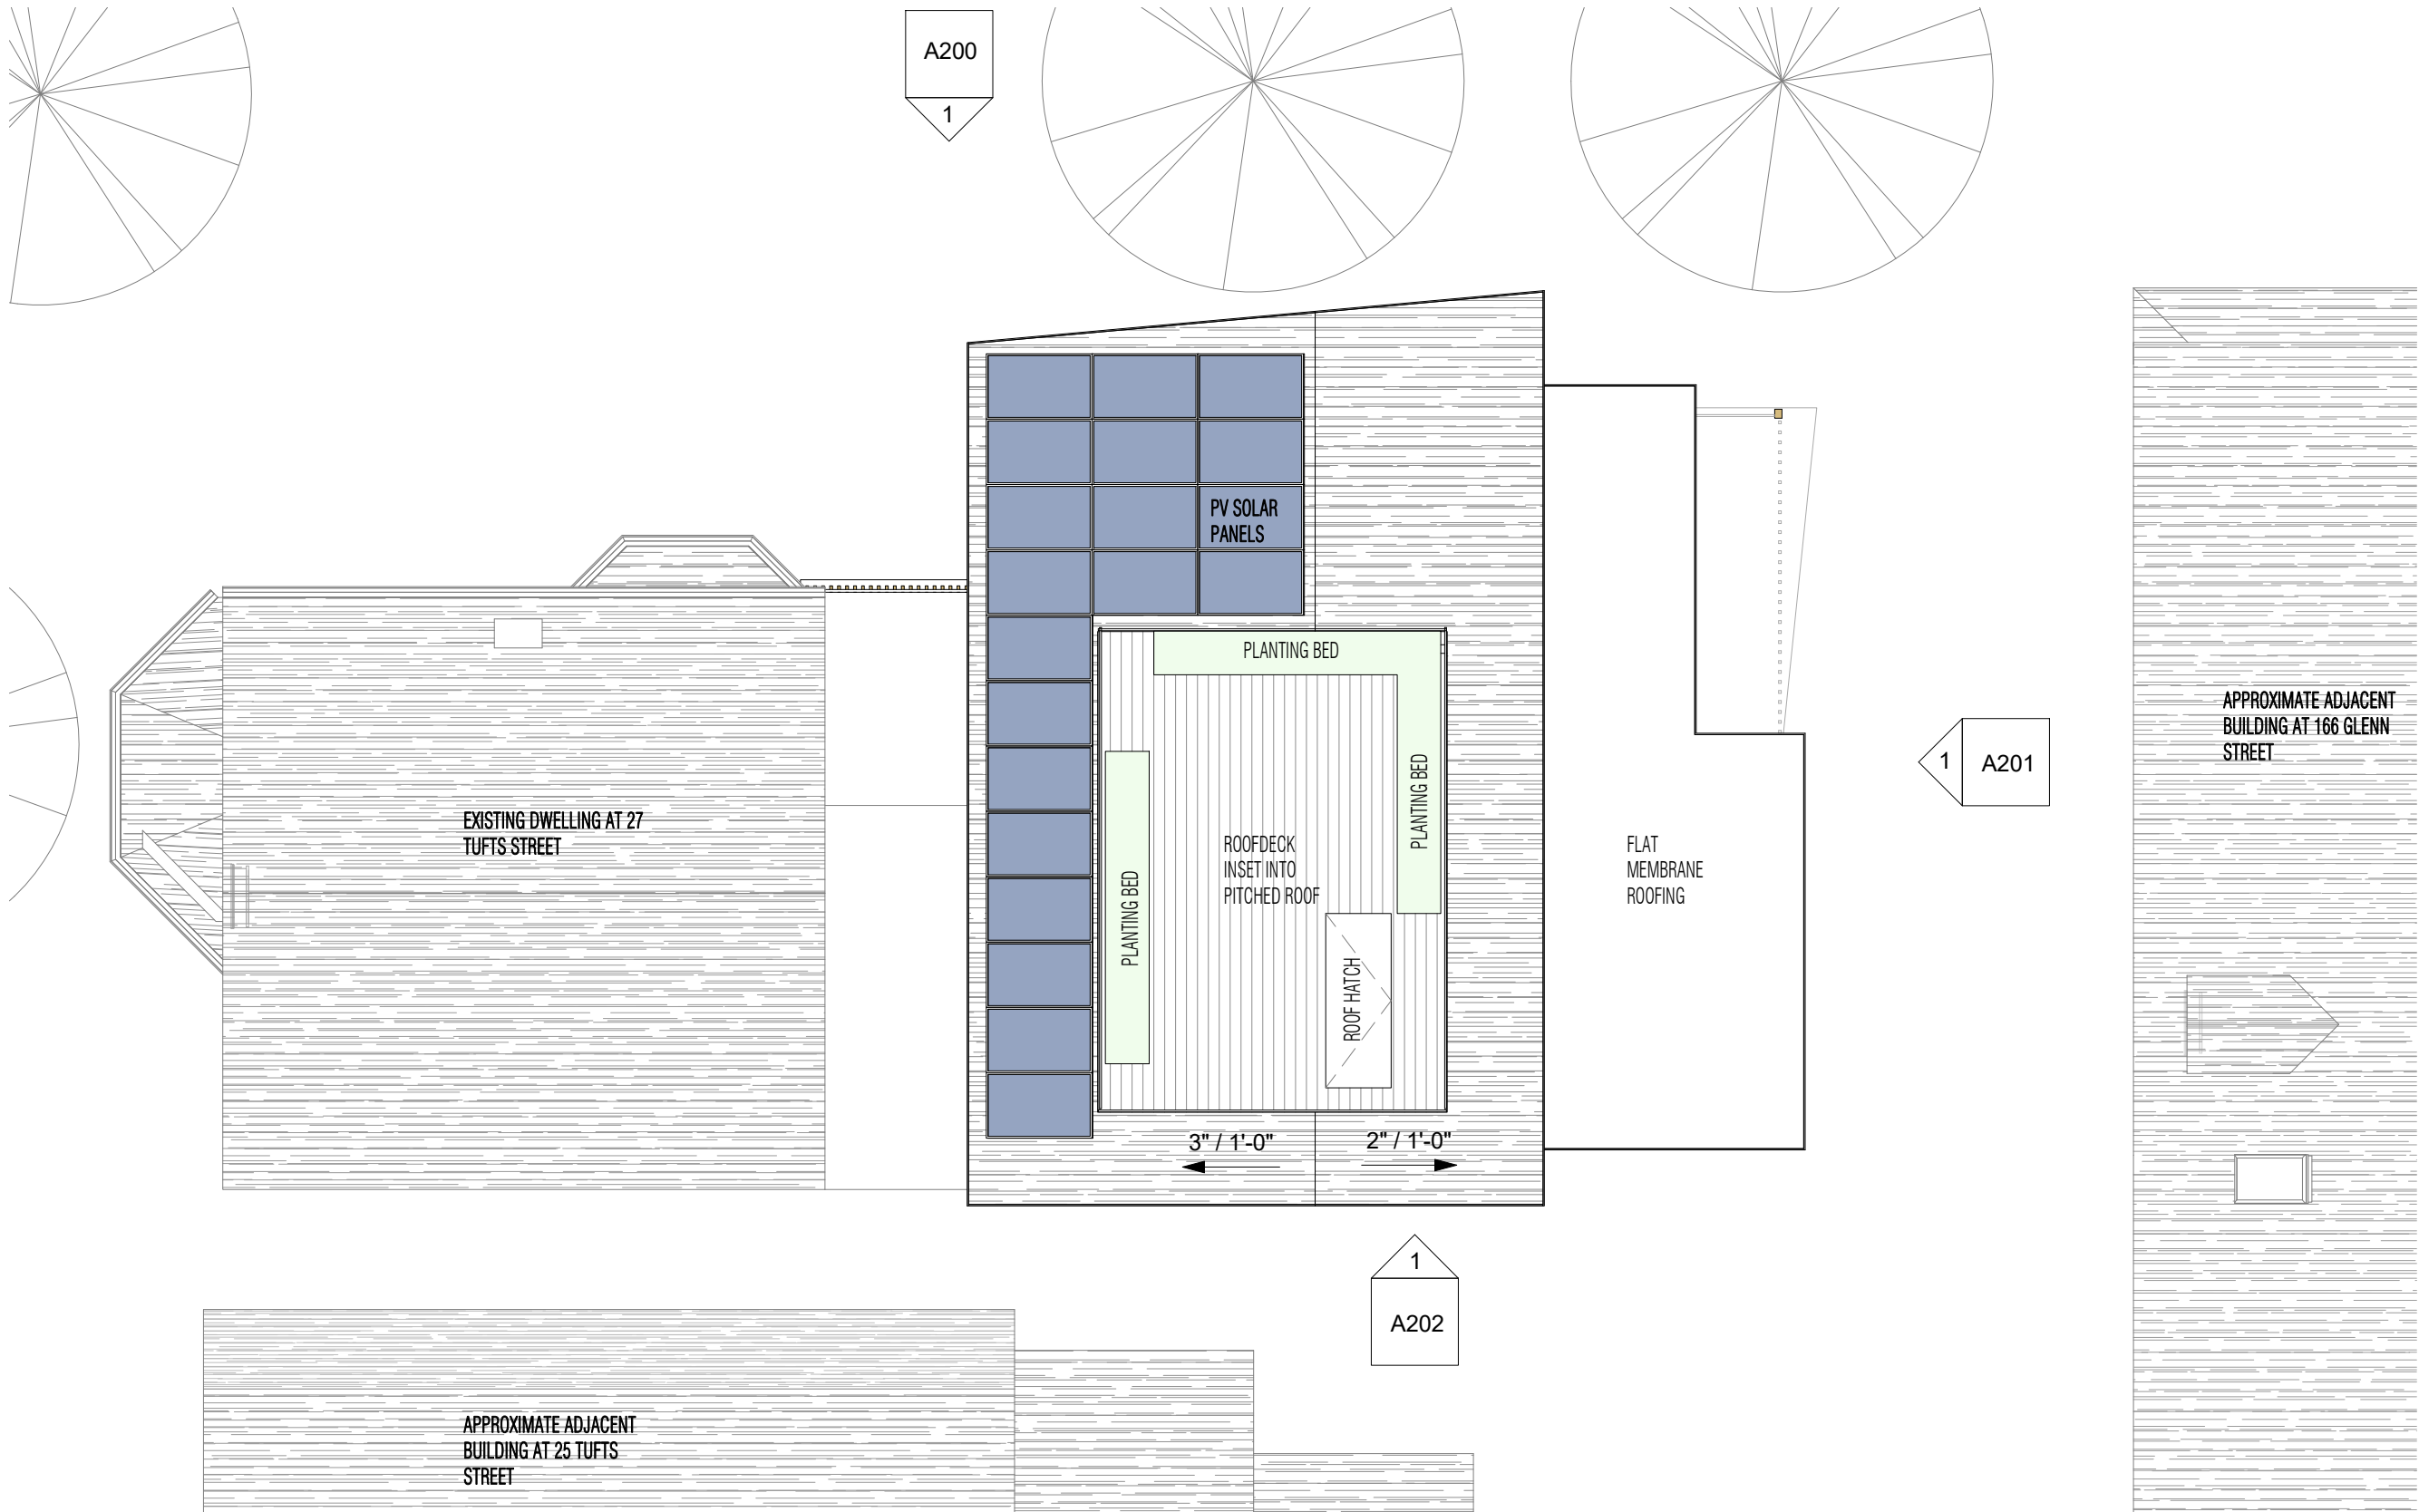 A200
1
PV SOLAR
PANELS
PLANTING BED
APPROXIMATE ADJACENT
BUILDING AT 166 GLENN
STREET
1
A201
EXISTING DWELLING AT 27
TUFTS STREET
PLANTING BED
ROOFDECK
INSET INTO
PITCHED ROOF
PLANTING BED
FLAT
MEMBRANE
ROOFING
ROOF HATCH
3" / 1'-0"
2" / 1'-0"
1
A202
APPROXIMATE ADJACENT
BUILDING AT 25 TUFTS
STREET